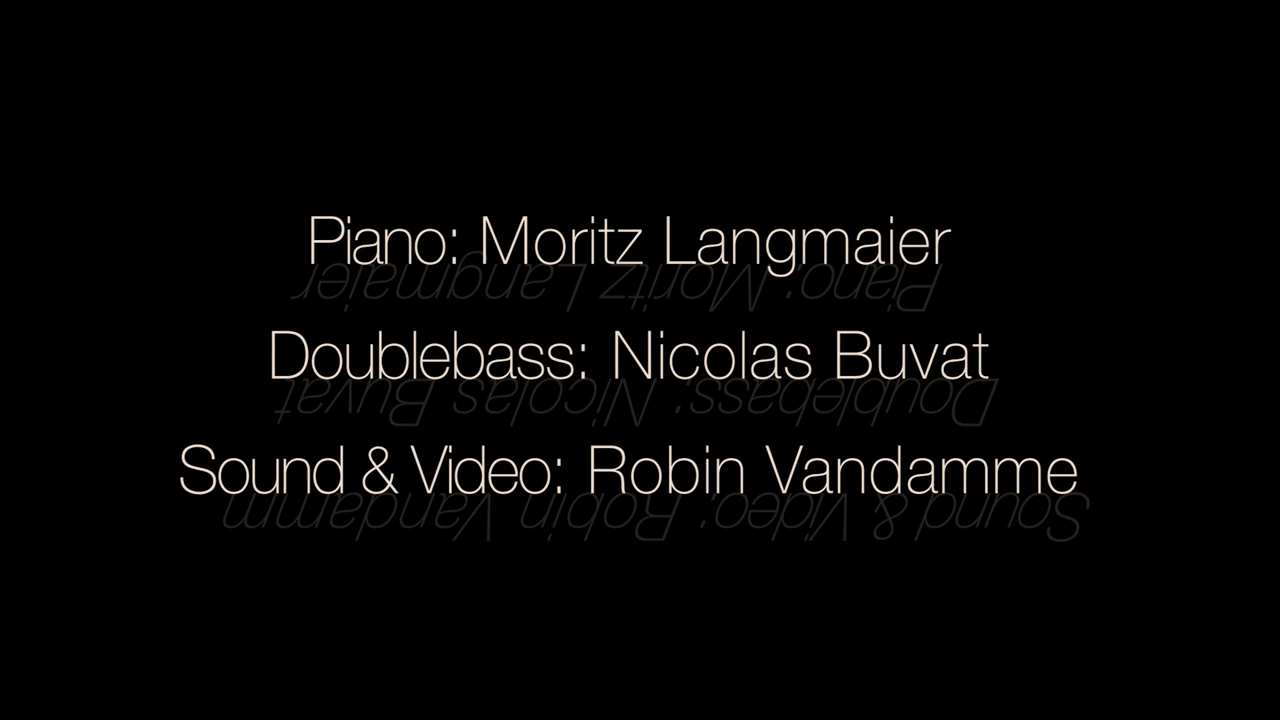 Piano: Moritz Langmaier
Doublebass: Nicolas Buvat
Sound & Video: Robin Vandamme